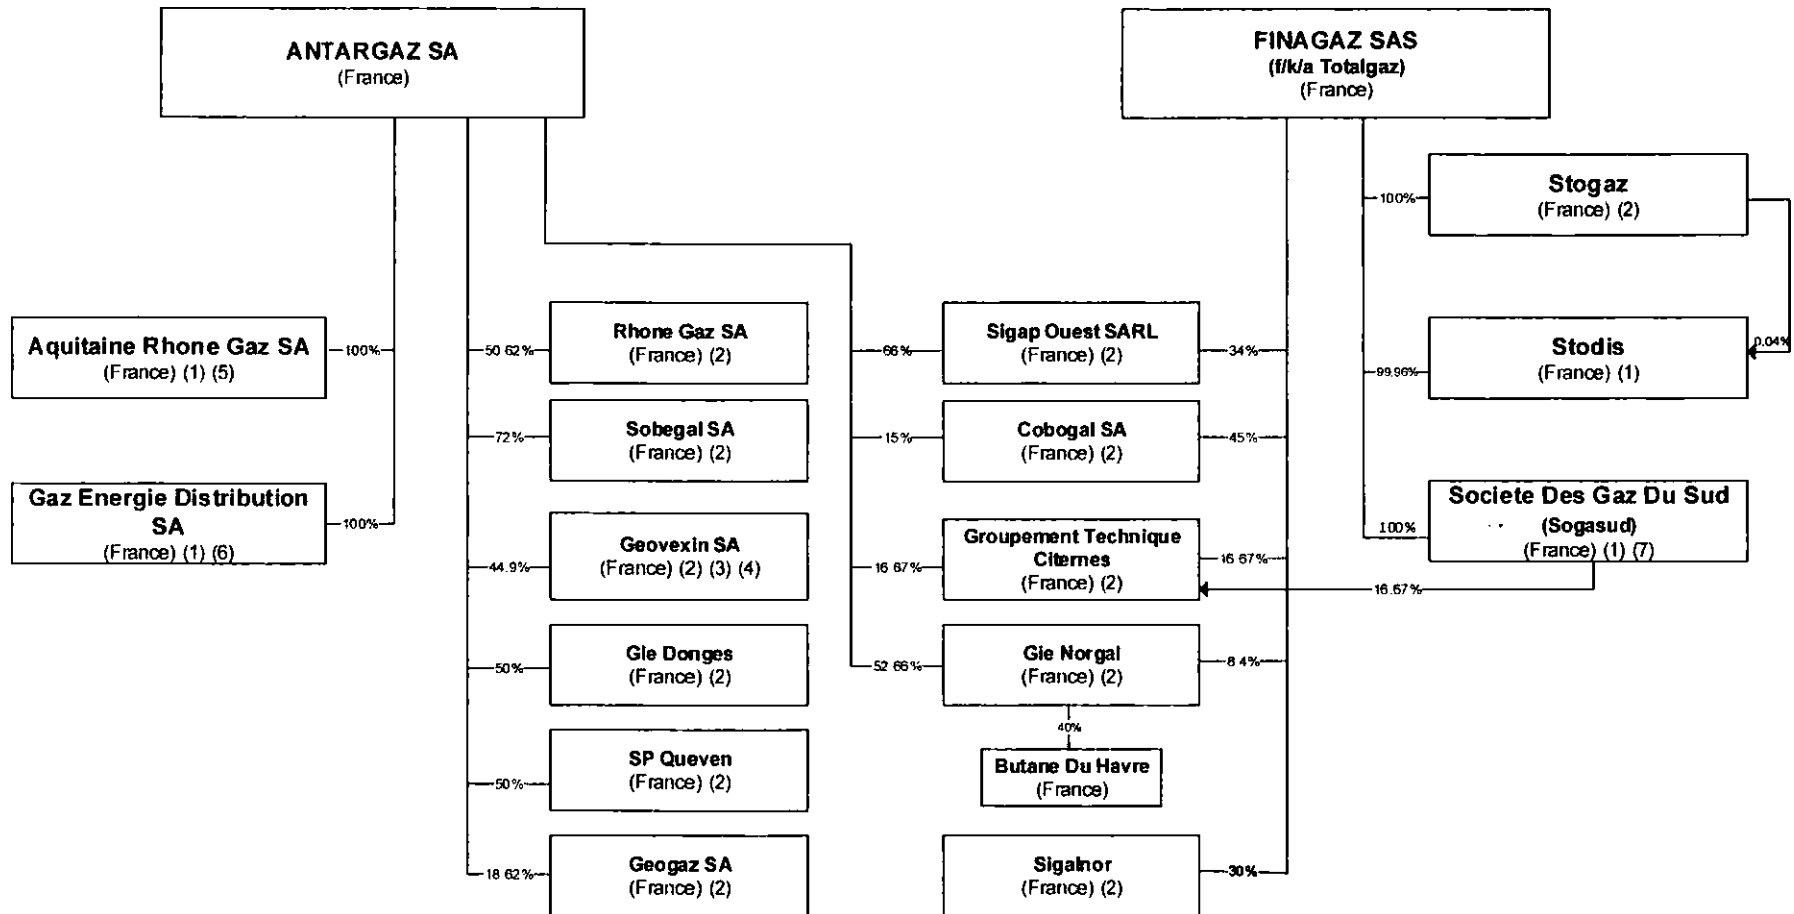 ANTARGAZ SA
(France)
FINAGAZ SAS
(f/k/a Totalgaz)
(France)
100%
Stogaz
(France) (2)
Aquitaine Rhone Gaz SA
(France) (1) (5)
100%
50 62%
Rhone Gaz SA
(France) (2)
66%
Sigap Ouest SARL
(France) (2)
34%
99.96%
Stodis
(France) (1)
0.04%
72%
Sobegal SA
(France) (2)
15%
Cobogal SA
(France) (2)
45%
Gaz Energie Distribution
SA
(France) (1) (6)
100%
44.9%
Geovexin SA
(France) (2) (3) (4)
16 67%
Groupement Technique
Citernes
(France) (2)
16 67%
100%
Societe Des Gaz Du Sud
(Sogasud)
(France) (1) (7)
16.67%
50%
Gie Donges
(France) (2)
52 66%
Gie Norgal
(France) (2)
8 4%
40%
50%
SP Queven
(France) (2)
Butane Du Havre
(France)
18 62%
Geogaz SA
(France) (2)
Sigalnor
(France) (2)
30%